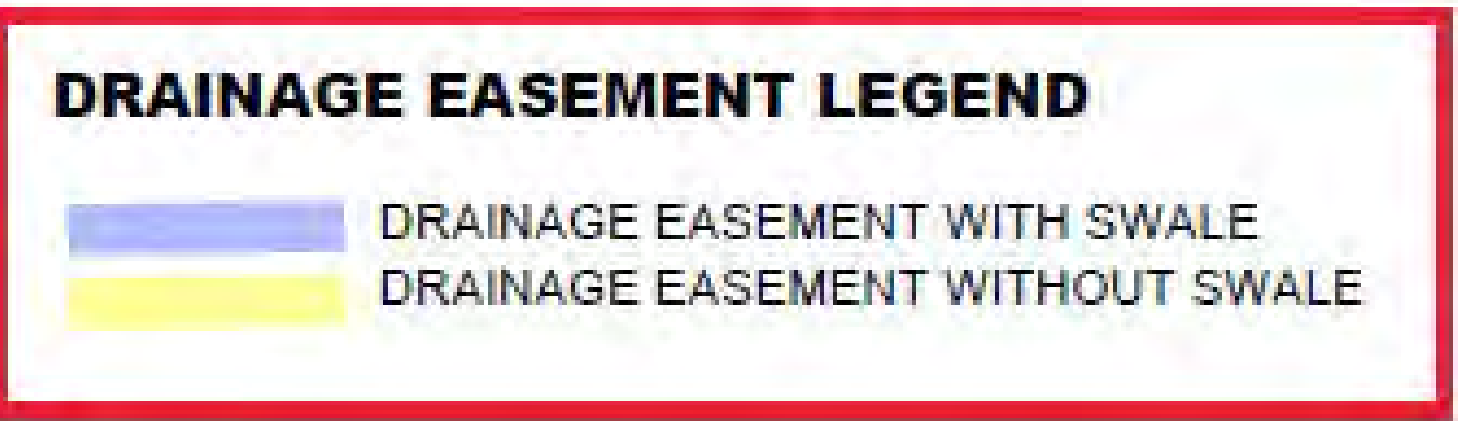 DRAINAGE EASEMENT LEGEND
DRAINAGE EASEMENT WITH SWALE
DRAINAGE EASEMENT WITHOUT SWALE